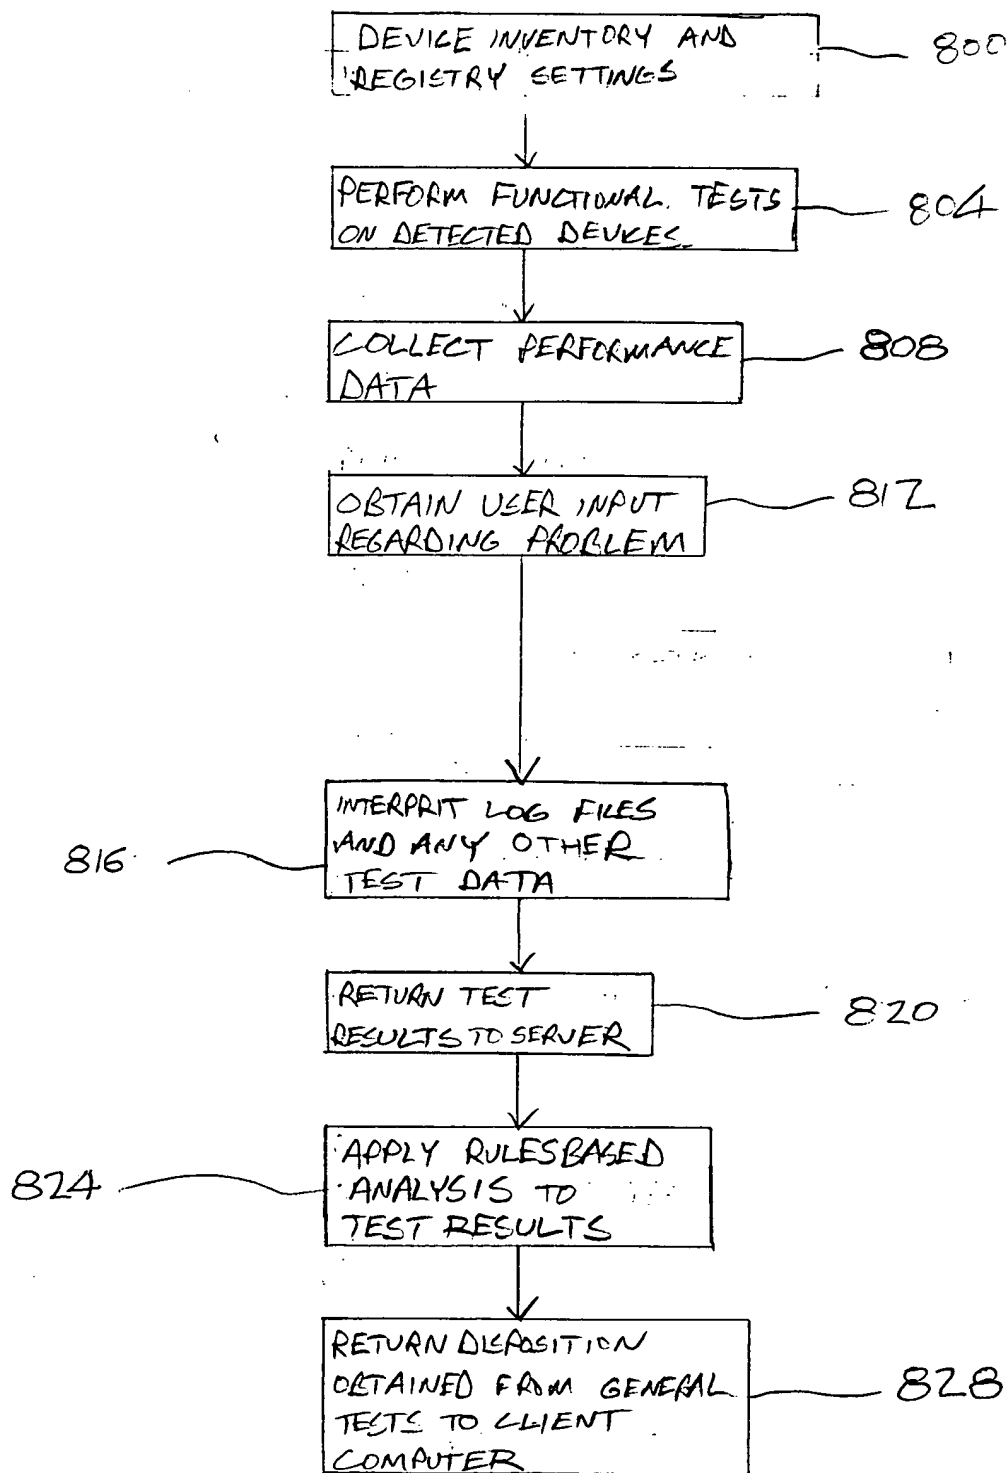 DEVICE INVENTORY AND
REGISTRY SETTINGS
800
PERFORM FUNCTIONAL TESTS
ON DETECTED DEVICES.
804
COLLECT PERFORMANCE
DATA
808
OBTAIN USER INPUT
REGARDING PROBLEM
812
INTERPRIT LOG FILES
AND ANY OTHER
TEST DATA
816
RETURN TEST
RESULTS TO SERVER
820
APPLY RULESBASED
ANALYSIS TO
TEST RESULTS
824
RETURN DISPOSITION
OBTAINED FROM GENERAL
TESTS TO CLIENT
COMPUTER
828